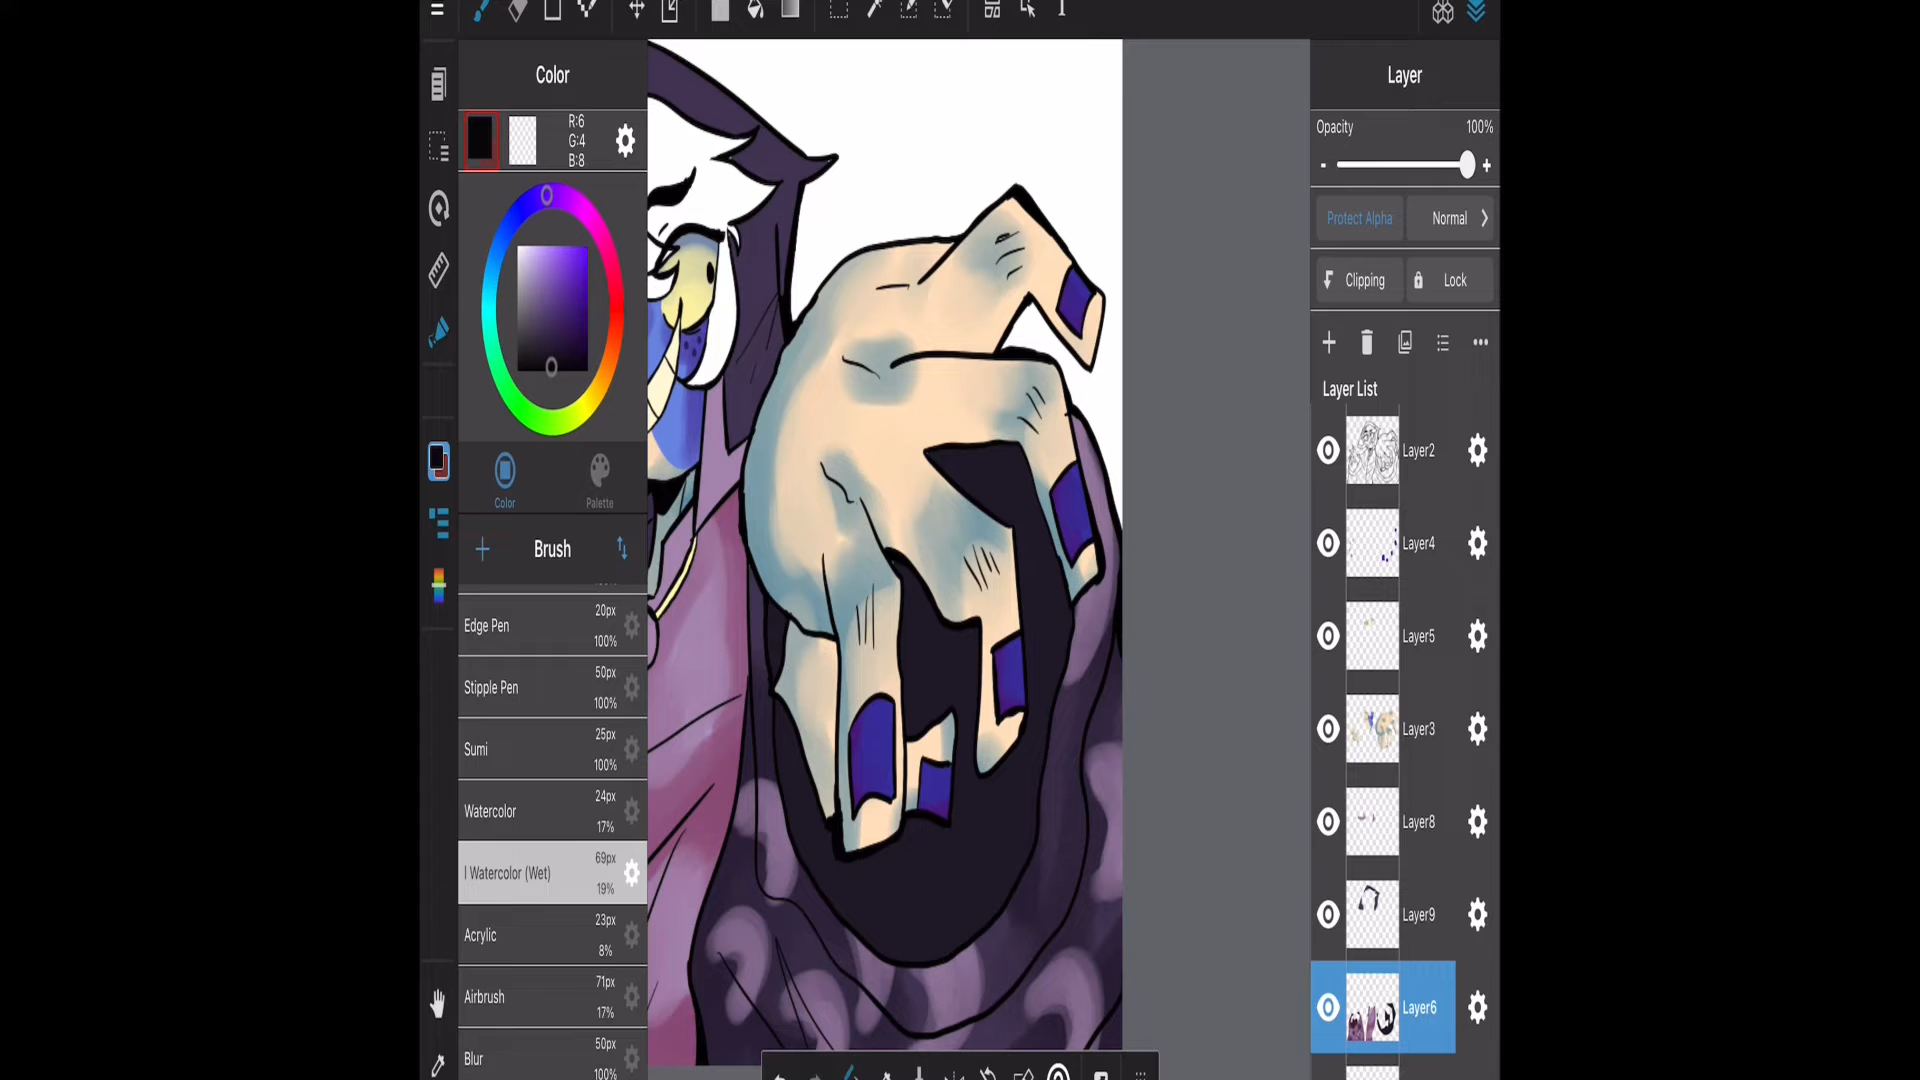 Color
R:6
G:4
B:8
Color
Palette
Brush
Edge Pen
20px
100%
Stipple Pen
50px
100%
Sumi
25px
100%
Watercolor
24px
17%
l Watercolor (Wet)
69px
19%
Acrylic
23px
8%
Airbrush
71px
17%
Blur
50px
100%
Layer
Opacity
100%
- +
Protect Alpha
Normal
Clipping
Lock
Layer List
Layer2
Layer4
Layer5
Layer3
Layer8
Layer9
Layer6